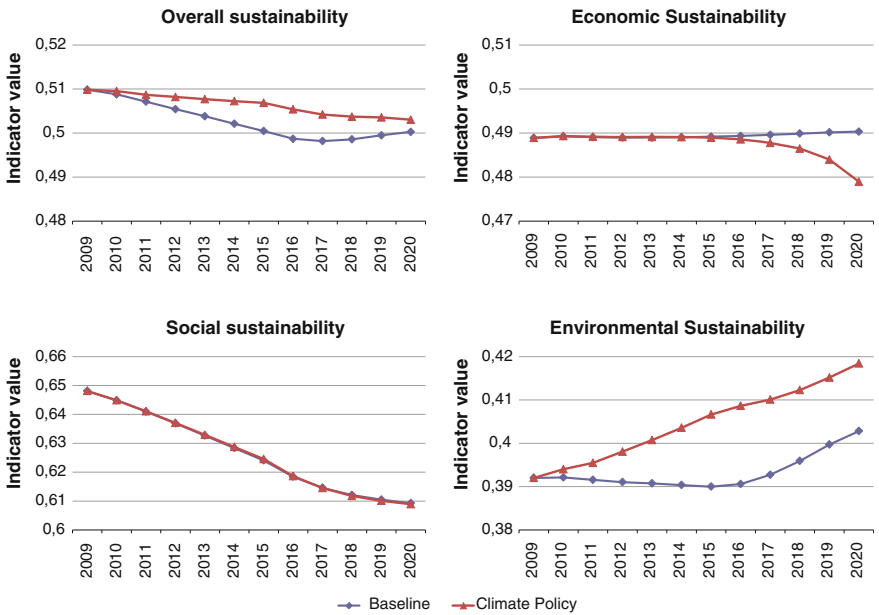 Overall sustainability
Indicator value
0,52
0,51
0,5
0,49
0,48
2009 2010 2011 2012 2013 2014 2015 2016 2017 2018 2019 2020
Economic Sustainability
Indicator value
0,51
0,5
0,49
0,48
0,47
2009 2010 2011 2012 2013 2014 2015 2016 2017 2018 2019 2020
Social sustainability
Indicator value
0,66
0,65
0,64
0,63
0,62
0,61
0,6
2009 2010 2011 2012 2013 2014 2015 2016 2017 2018 2019 2020
Environmental Sustainability
Indicator value
0,42
0,41
0,4
0,39
0,38
2009 2010 2011 2012 2013 2014 2015 2016 2017 2018 2019 2020
Baseline Climate Policy